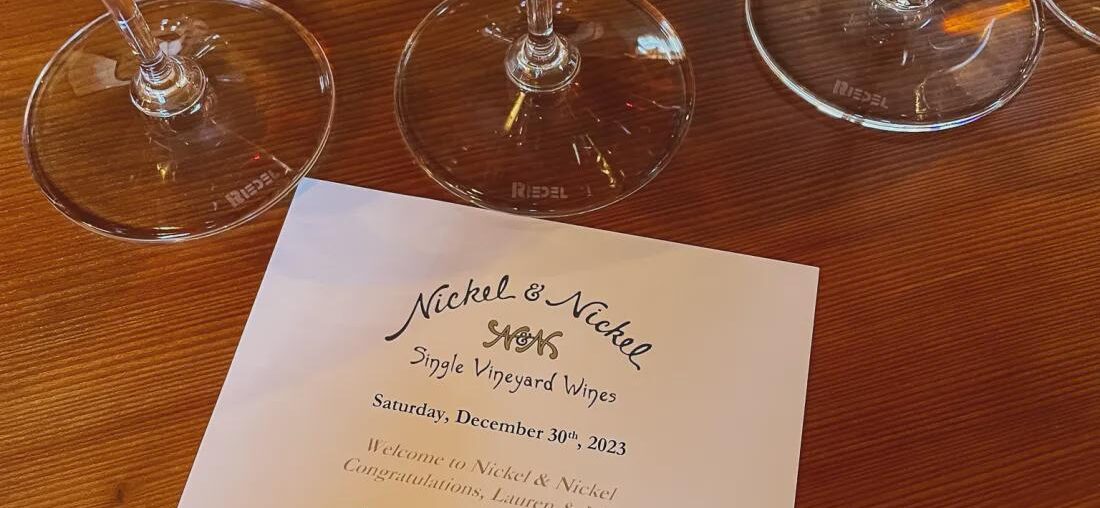 RIEDEL
RIEDEL
RIEDEL
Nickel & Nickel
N&N
Single Vineyard Wines
Saturday, December 30th, 2023
Welcome to Nickel & Nickel
Congratulations, Lauren &